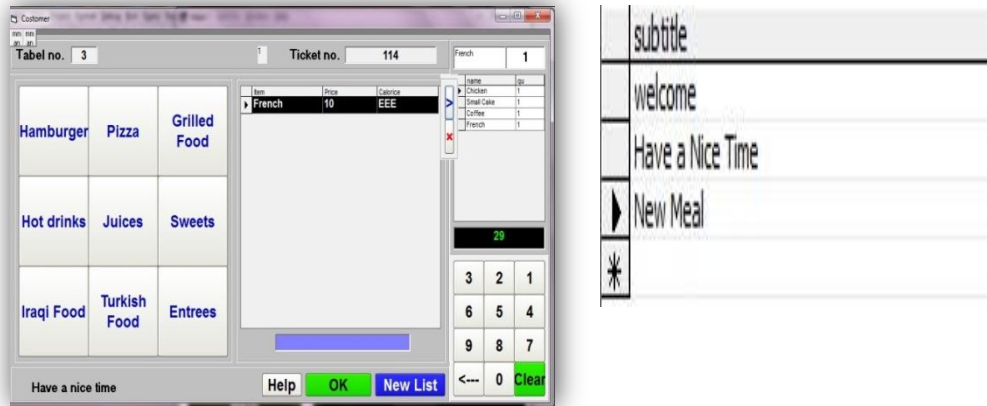 Costomer
Tabel no. 3
1
Ticket no. 114
French 1
Hamburger Pizza Grilled Food
Hot drinks Juices Sweets
Iraqi Food Turkish Food Entrees
Item Price Calorice
French 10 EEE
>
x
name qu
Chicken 1
Small Cake 1
Coffee 1
French 1
29
3 2 1
6 5 4
9 8 7
<--- 0 Clear
Have a nice time
Help OK New List
subtitle
welcome
Have a Nice Time
New Meal